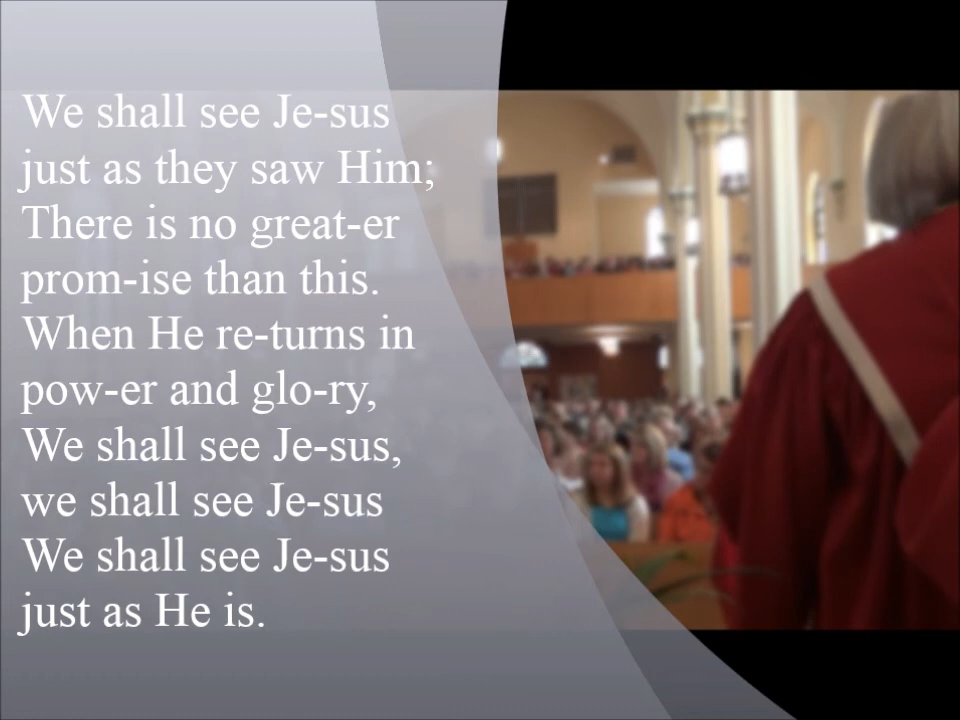 We shall see Je-sus
just as they saw Him;
There is no great-er
prom-ise than this.
When He re-turns in
pow-er and glo-ry,
We shall see Je-sus,
we shall see Je-sus
We shall see Je-sus
just as He is.